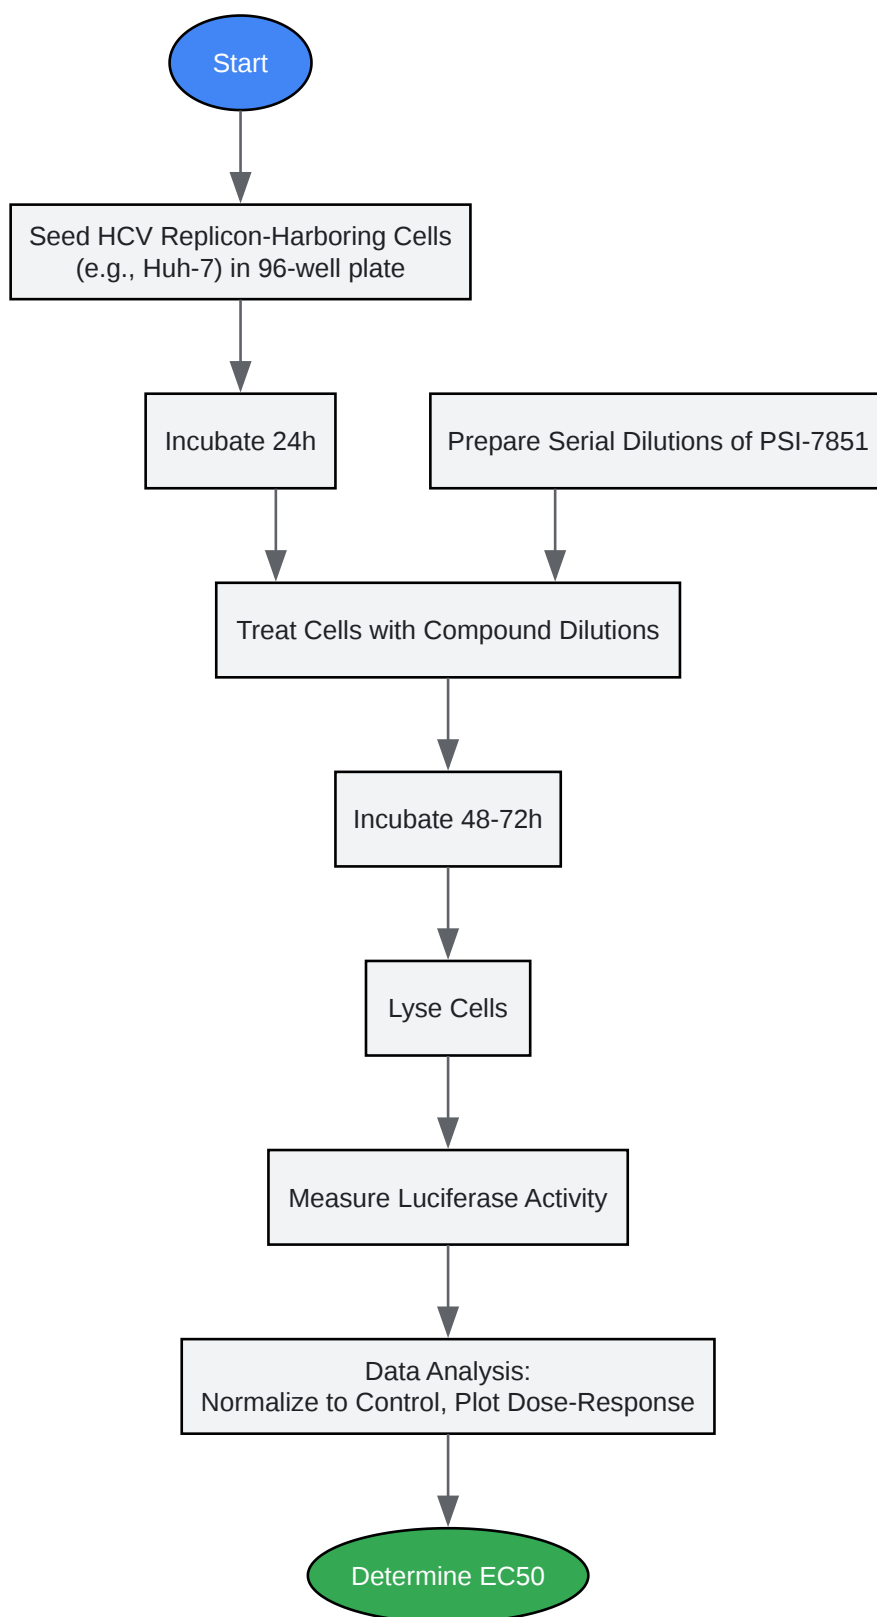 Start
Seed HCV Replicon-Harboring Cells
(e.g., Huh-7) in 96-well plate
Incubate 24h
Prepare Serial Dilutions of PSI-7851
Treat Cells with Compound Dilutions
Incubate 48-72h
Lyse Cells
Measure Luciferase Activity
Data Analysis:
Normalize to Control, Plot Dose-Response
Determine EC50